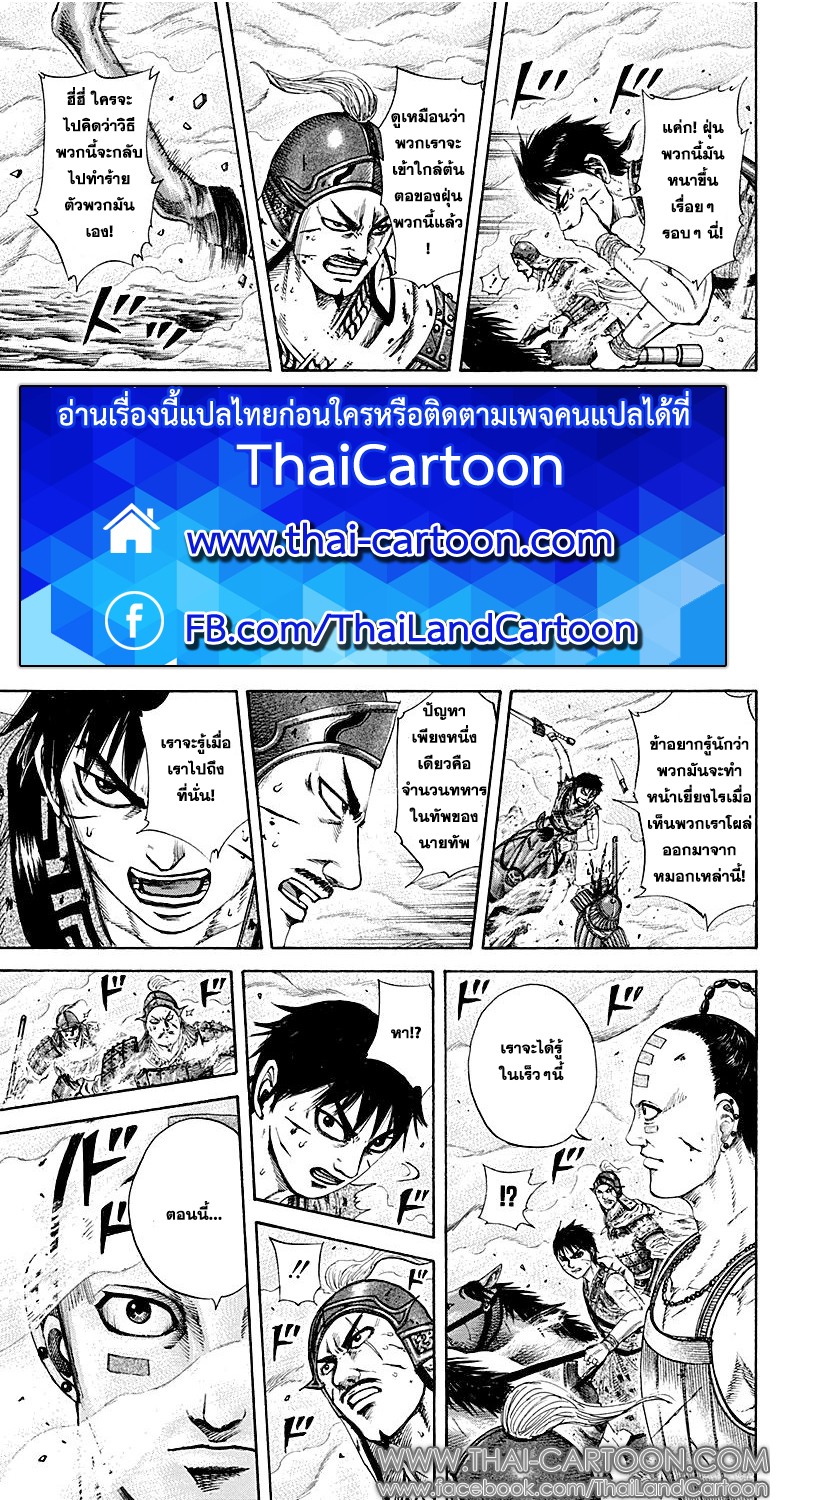 แค่ก! ฝุ่น
พวกนี้มัน
หนาขึ้น
เรื่อยๆ
รอบๆ นี่!
ดูเหมือนว่า
พวกเราจะ
เข้าใกล้ต้น
ตอของฝุ่น
พวกนี้แล้ว
!
ฮี่ฮี่ ใครจะ
ไปคิดว่าวิธี
พวกนี้จะกลับ
ไปทำร้าย
ตัวพวกมัน
เอง!
ドド
อ่านเรื่องนี้แปลไทยก่อนใครหรือติดตามเพจคนแปลได้ที่
ThaiCartoon
www.thai-cartoon.com
FB.com/ThaiLandCartoon
ข้าอยากรู้นักว่า
พวกมันจะทำ
หน้าเยี่ยงไรเมื่อ
เห็นพวกเราโผล่
ออกมาจาก
หมอกเหล่านี้!
ปัญหา
เพียงหนึ่ง
เดียวคือ
จำนวนทหาร
ในทัพของ
นายทัพ
เราจะรู้เมื่อ
เราไปถึง
ที่นั่น!
ド
ド
เราจะได้รู้
ในเร็วๆนี้
!?
ド
หา!?
ド
ド
ド
!!
ド
ド
ドド
ตอนนี้...
ド
WWW.THAI-CARTOON.COM
www.facebook.com/ThaiLandCartoon